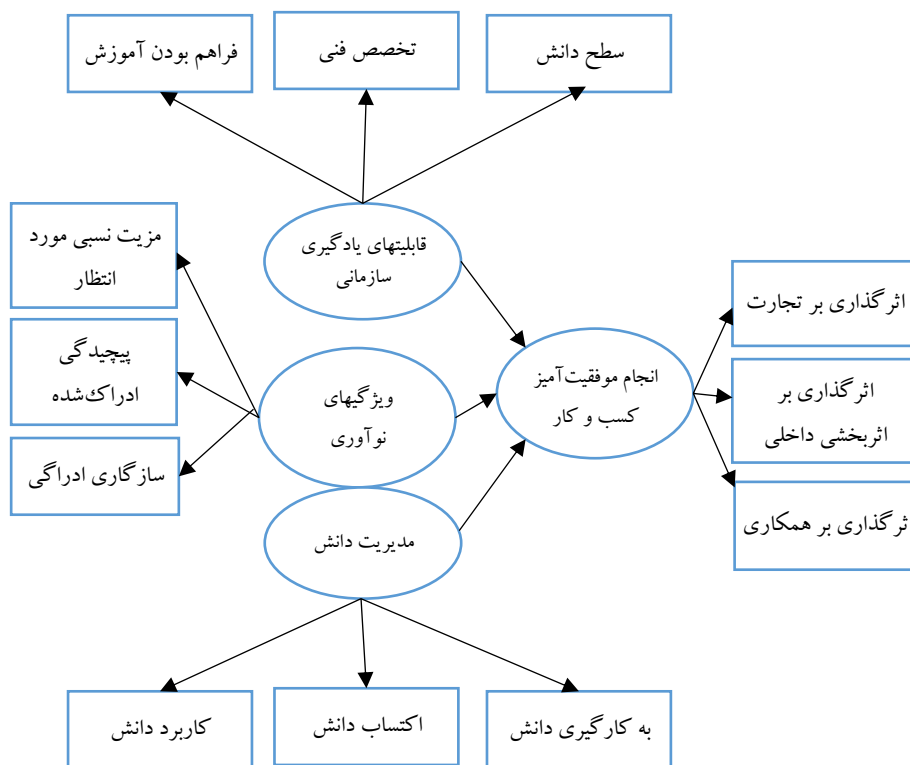 سطح دانش
تخصص فنی
فراهم بودن آموزش
قابلیتهای یادگیری
سازمانی
مزیت نسبی مورد
انتظار
پیچیدگی
ادراک‌شده
سازگاری ادراگی
ویژگیهای
نوآوری
انجام موفقیت‌آمیز
کسب و کار
اثرگذاری بر تجارت
اثرگذاری بر
اثربخشی داخلی
ثرگذاری بر همکاری
مدیریت دانش
به کارگیری دانش
اکتساب دانش
کاربرد دانش